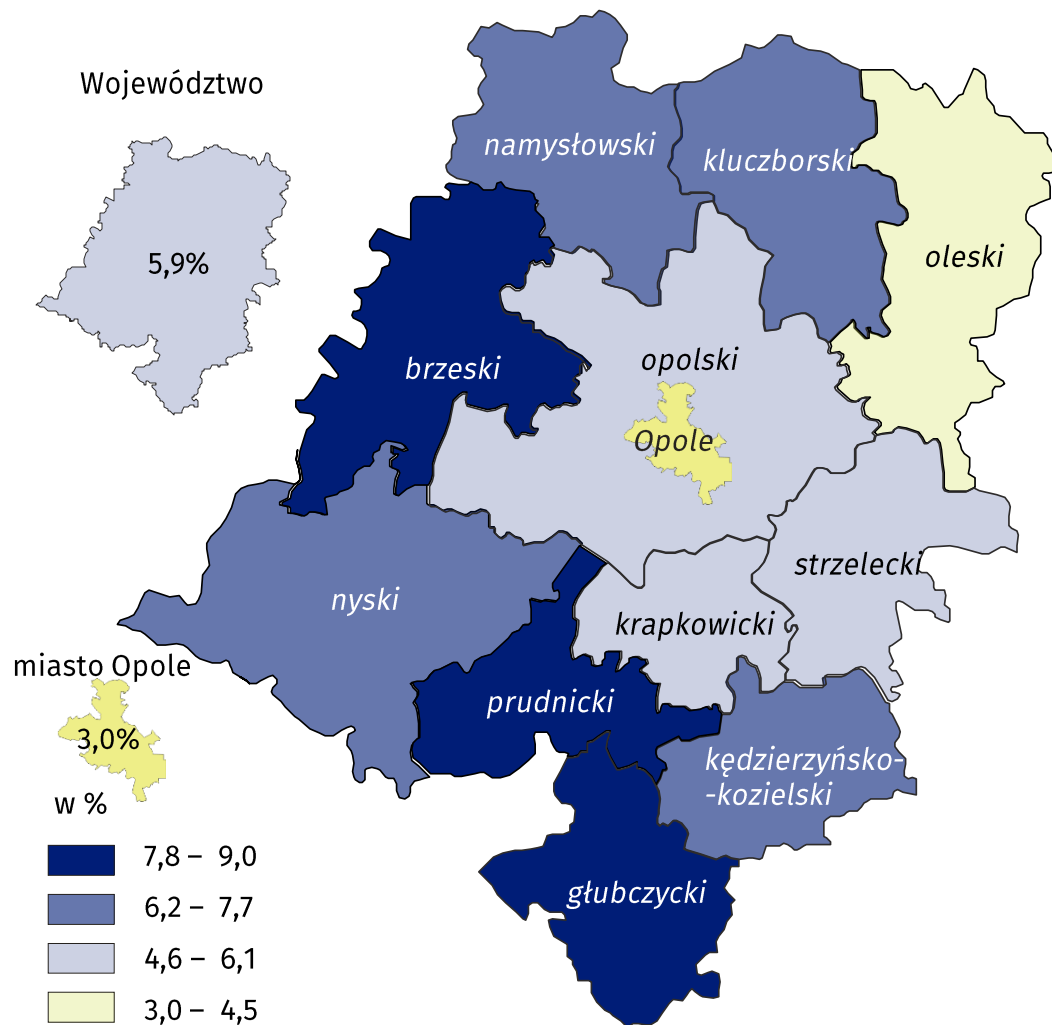 Województwo
5,9%
namysłowski
kluczborski
oleski
brzeski
opolski
Opole
strzelecki
nyski
krapkowicki
prudnicki
kędzierzyńsko-
-kozielski
głubczycki
miasto Opole
3,0%
w %
7,8 – 9,0
6,2 – 7,7
4,6 – 6,1
3,0 – 4,5